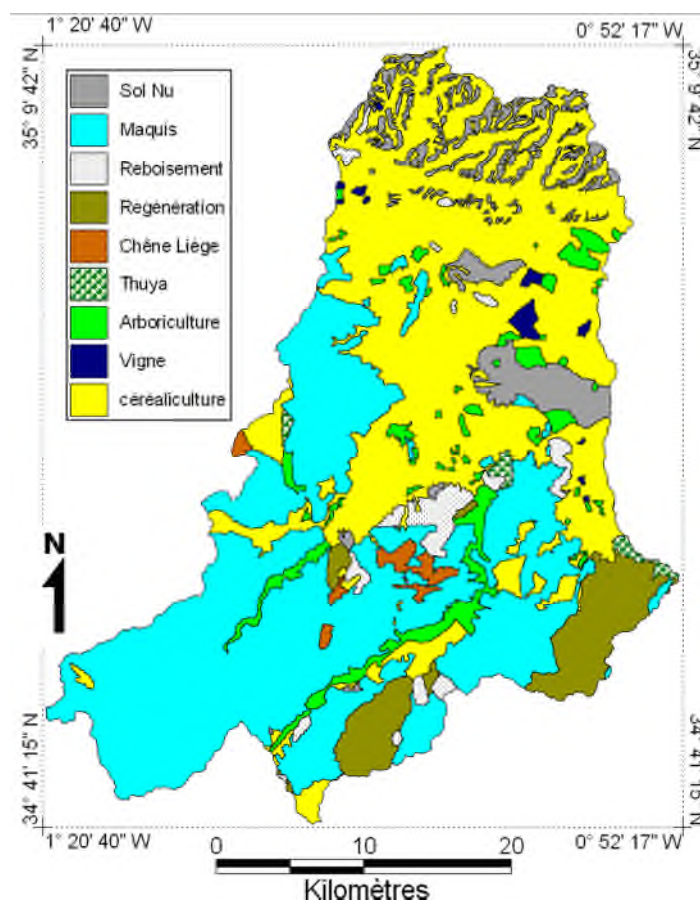 1° 20' 40" W
0° 52' 17" W
35° 9' 42" N
35° 9' 42" N
Sol Nu
Maquis
Reboisement
Regénération
Chêne Liège
Thuya
Arboriculture
Vigne
céréaliculture
N
34° 41' 15" N
34° 41' 15" N
1° 20' 40" W
0° 52' 17" W
0
10
20
Kilomètres